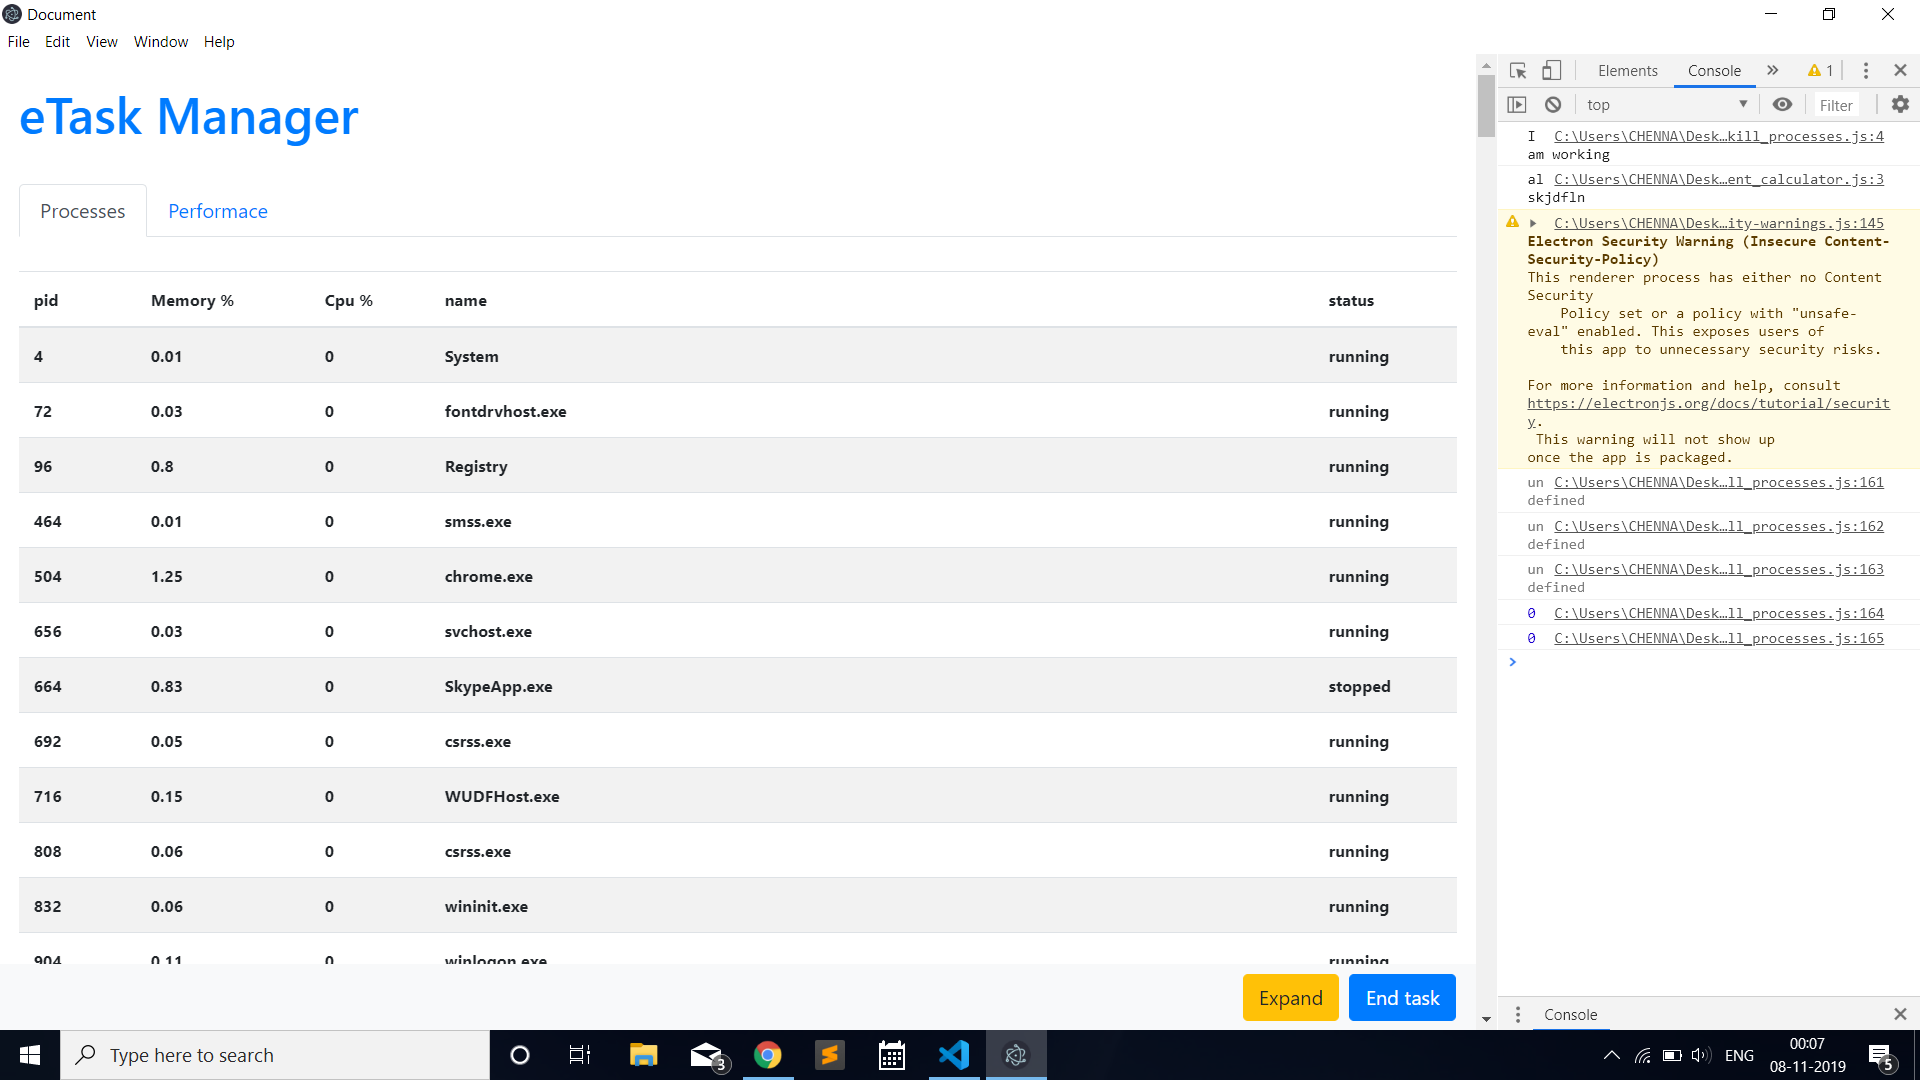 Document
File Edit View Window Help
eTask Manager
Processes Performace
pid Memory % Cpu % name status
4 0.01 0 System running
72 0.03 0 fontdrvhost.exe running
96 0.8 0 Registry running
464 0.01 0 smss.exe running
504 1.25 0 chrome.exe running
656 0.03 0 svchost.exe running
664 0.83 0 SkypeApp.exe stopped
692 0.05 0 csrss.exe running
716 0.15 0 WUDFHost.exe running
808 0.06 0 csrss.exe running
832 0.06 0 wininit.exe running
904 0.11 0 winlogon.exe running
Expand End task
Elements Console » 1
top Filter
I C:\Users\CHENNA\Desk…kill_processes.js:4
am working
al C:\Users\CHENNA\Desk…ent_calculator.js:3
skjdfln
C:\Users\CHENNA\Desk…ity-warnings.js:145
Electron Security Warning (Insecure Content-
Security-Policy)
This renderer process has either no Content
Security
Policy set or a policy with "unsafe-
eval" enabled. This exposes users of
this app to unnecessary security risks.
For more information and help, consult
https://electronjs.org/docs/tutorial/securit
y.
This warning will not show up
once the app is packaged.
un C:\Users\CHENNA\Desk…ll_processes.js:161
defined
un C:\Users\CHENNA\Desk…ll_processes.js:162
defined
un C:\Users\CHENNA\Desk…ll_processes.js:163
defined
0 C:\Users\CHENNA\Desk…ll_processes.js:164
0 C:\Users\CHENNA\Desk…ll_processes.js:165
Console
Type here to search
3
ENG
00:07
08-11-2019
5